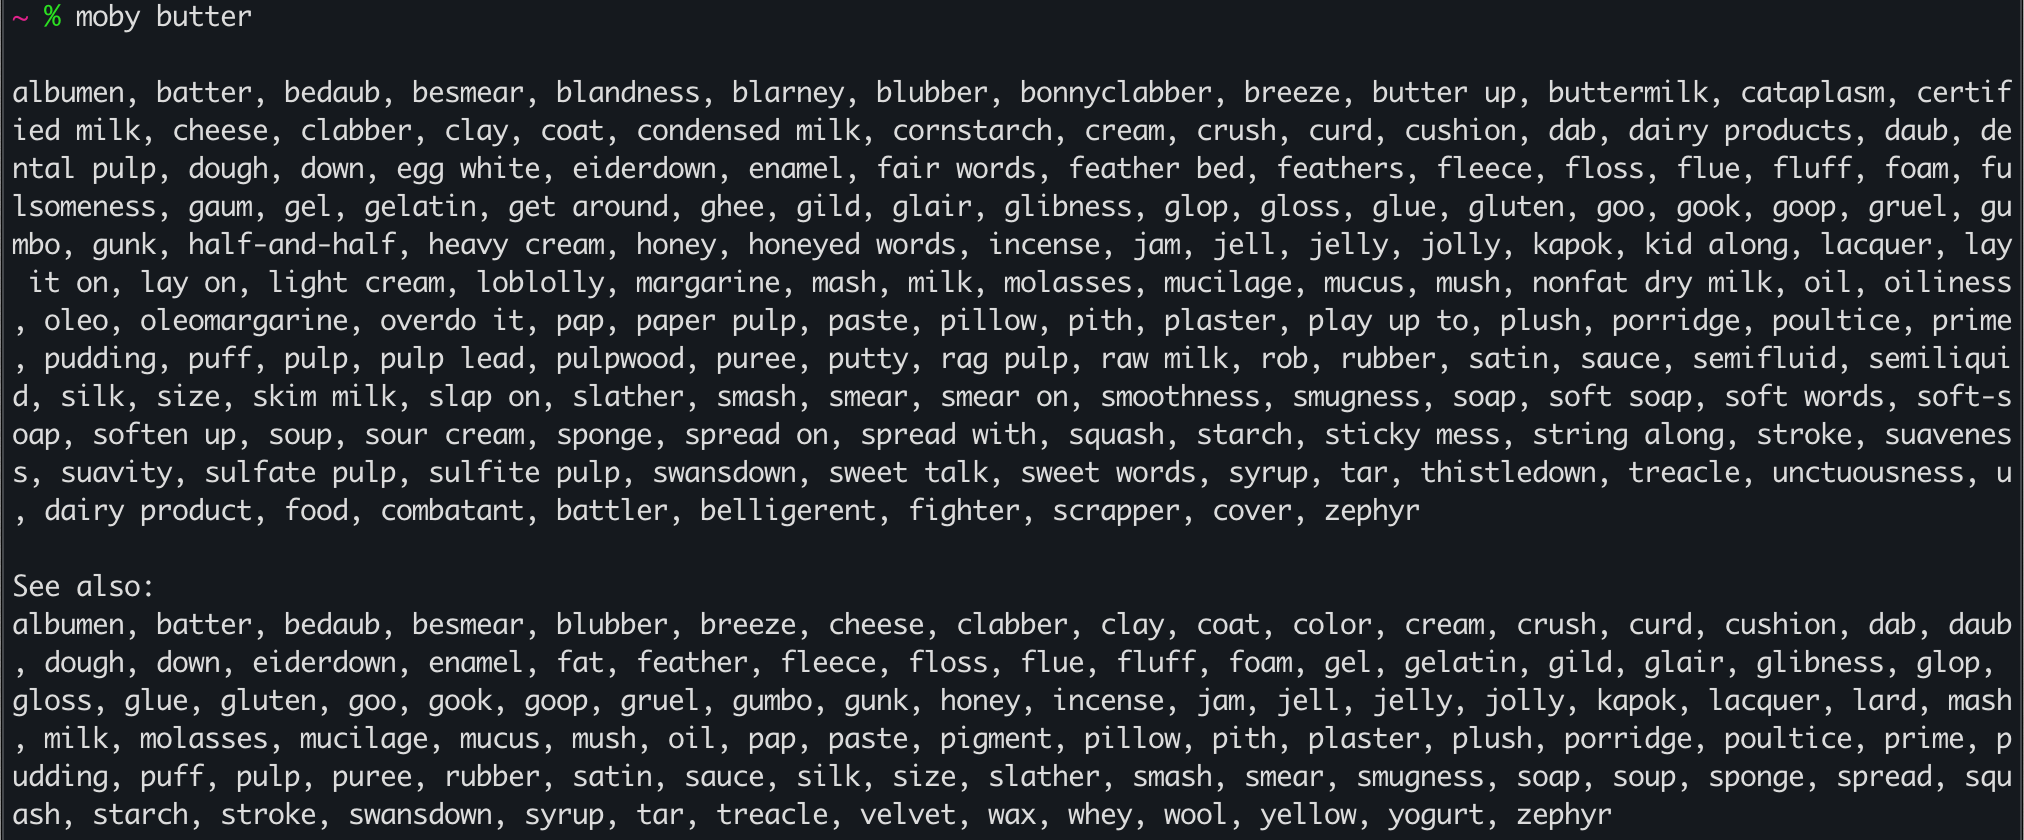 ~ % moby butter
albumen, batter, bedaub, besmear, blandness, blarney, blubber, bonnyclabber, breeze, butter up, buttermilk, cataplasm, certif
ied milk, cheese, clabber, clay, coat, condensed milk, cornstarch, cream, crush, curd, cushion, dab, dairy products, daub, de
ntal pulp, dough, down, egg white, eiderdown, enamel, fair words, feather bed, feathers, fleece, floss, flue, fluff, foam, fu
lsomeness, gaum, gel, gelatin, get around, ghee, gild, glair, glibness, glop, gloss, glue, gluten, goo, gook, goop, gruel, gu
mbo, gunk, half-and-half, heavy cream, honey, honeyed words, incense, jam, jell, jelly, jolly, kapok, kid along, lacquer, lay
 it on, lay on, light cream, loblolly, margarine, mash, milk, molasses, mucilage, mucus, mush, nonfat dry milk, oil, oiliness
, oleo, oleomargarine, overdo it, pap, paper pulp, paste, pillow, pith, plaster, play up to, plush, porridge, poultice, prime
, pudding, puff, pulp, pulp lead, pulpwood, puree, putty, rag pulp, raw milk, rob, rubber, satin, sauce, semifluid, semiliqui
d, silk, size, skim milk, slap on, slather, smash, smear, smear on, smoothness, smugness, soap, soft soap, soft words, soft-s
oap, soften up, soup, sour cream, sponge, spread on, spread with, squash, starch, sticky mess, string along, stroke, suavenes
s, suavity, sulfate pulp, sulfite pulp, swansdown, sweet talk, sweet words, syrup, tar, thistledown, treacle, unctuousness, u
, dairy product, food, combatant, battler, belligerent, fighter, scrapper, cover, zephyr
See also:
albumen, batter, bedaub, besmear, blubber, breeze, cheese, clabber, clay, coat, color, cream, crush, curd, cushion, dab, daub
, dough, down, eiderdown, enamel, fat, feather, fleece, floss, flue, fluff, foam, gel, gelatin, gild, glair, glibness, glop,
gloss, glue, gluten, goo, gook, goop, gruel, gumbo, gunk, honey, incense, jam, jell, jelly, jolly, kapok, lacquer, lard, mash
, milk, molasses, mucilage, mucus, mush, oil, pap, paste, pigment, pillow, pith, plaster, plush, porridge, poultice, prime, p
udding, puff, pulp, puree, rubber, satin, sauce, silk, size, slather, smash, smear, smugness, soap, soup, sponge, spread, squ
ash, starch, stroke, swansdown, syrup, tar, treacle, velvet, wax, whey, wool, yellow, yogurt, zephyr